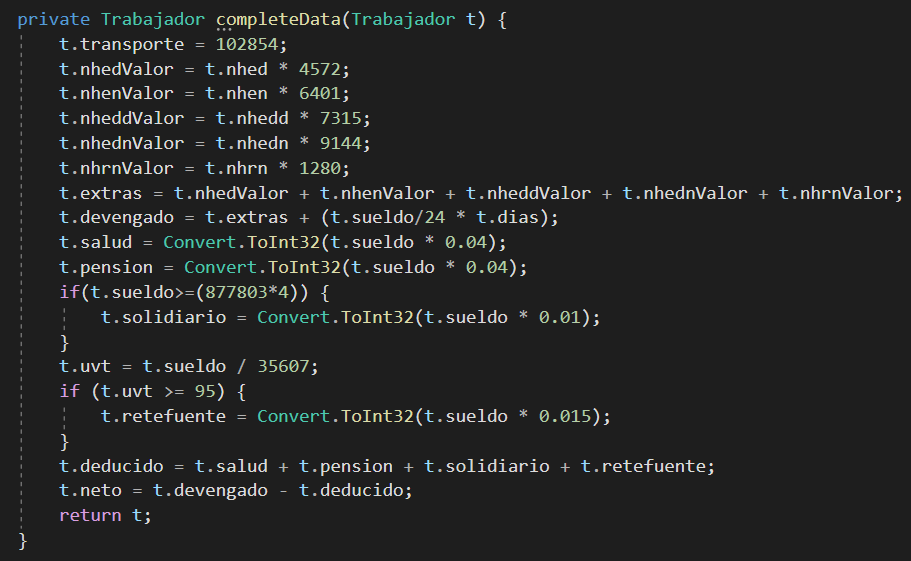 private Trabajador completeData(Trabajador t) {
    t.transporte = 102854;
    t.nhedValor = t.nhed * 4572;
    t.nhenValor = t.nhen * 6401;
    t.nheddValor = t.nhedd * 7315;
    t.nhednValor = t.nhedn * 9144;
    t.nhrnValor = t.nhrn * 1280;
    t.extras = t.nhedValor + t.nhenValor + t.nheddValor + t.nhednValor + t.nhrnValor;
    t.devengado = t.extras + (t.sueldo/24 * t.dias);
    t.salud = Convert.ToInt32(t.sueldo * 0.04);
    t.pension = Convert.ToInt32(t.sueldo * 0.04);
    if(t.sueldo>=(877803*4)) {
        t.solidiario = Convert.ToInt32(t.sueldo * 0.01);
    }
    t.uvt = t.sueldo / 35607;
    if (t.uvt >= 95) {
        t.retefuente = Convert.ToInt32(t.sueldo * 0.015);
    }
    t.deducido = t.salud + t.pension + t.solidiario + t.retefuente;
    t.neto = t.devengado - t.deducido;
    return t;
}